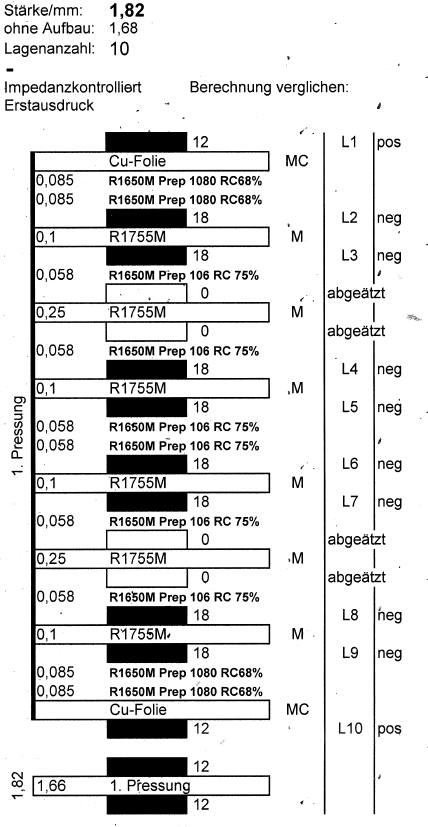 Stärke/mm: 1,82
ohne Aufbau: 1,68
Lagenanzahl: 10
-
Impedanzkontrolliert Berechnung verglichen:
Erstausdruck
12 L1 pos
Cu-Folie MC
0,085 R1650M Prep 1080 RC68%
0,085 R1650M Prep 1080 RC68%
18 L2 neg
0,1 R1755M M
18 L3 neg
0,058 R1650M Prep 106 RC 75%
0 abgeätzt
0,25 R1755M M
0 abgeätzt
0,058 R1650M Prep 106 RC 75%
18 L4 neg
0,1 R1755M M
18 L5 neg
0,058 R1650M Prep 106 RC 75%
0,058 R1650M Prep 106 RC 75%
18 L6 neg
0,1 R1755M M
18 L7 neg
0,058 R1650M Prep 106 RC 75%
0 abgeätzt
0,25 R1755M M
0 abgeätzt
0,058 R1650M Prep 106 RC 75%
18 L8 neg
0,1 R1755M M
18 L9 neg
0,085 R1650M Prep 1080 RC68%
0,085 R1650M Prep 1080 RC68%
Cu-Folie MC
12 L10 pos
1. Pressung
12
1,82 1,66 1. Pressung
12